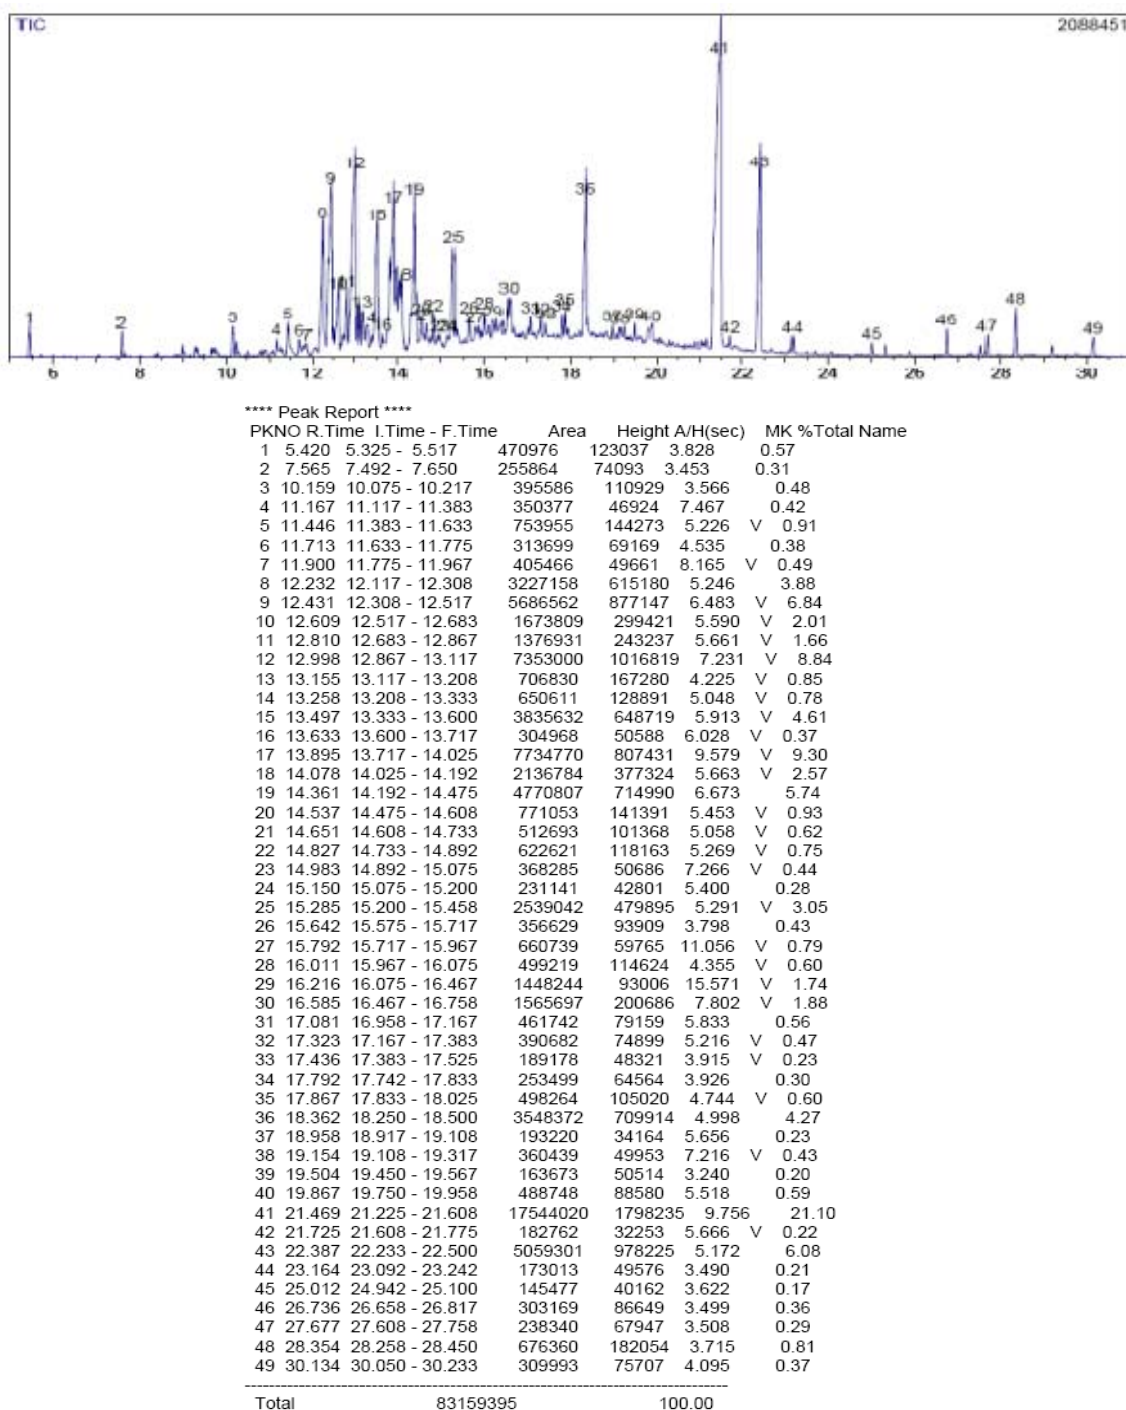 TIC 2088451
41
12 43
9
17 19 36
0 15
25
8
30
48
1 2 3 4 5 6 7 13 22 26 28 35 40 42 44 45 46 47 49
6 8 10 12 14 16 18 20 22 24 26 28 30
**** Peak Report ****
PKNO R.Time I.Time - F.Time Area Height A/H(sec) MK %Total Name
1 5.420 5.325 - 5.517 470976 123037 3.828 0.57
2 7.565 7.492 - 7.650 255864 74093 3.453 0.31
3 10.159 10.075 - 10.217 395586 110929 3.566 0.48
4 11.167 11.117 - 11.383 350377 46924 7.467 0.42
5 11.446 11.383 - 11.633 753955 144273 5.226 V 0.91
6 11.713 11.633 - 11.775 313699 69169 4.535 0.38
7 11.900 11.775 - 11.967 405466 49661 8.165 V 0.49
8 12.232 12.117 - 12.308 3227158 615180 5.246 3.88
9 12.431 12.308 - 12.517 5686562 877147 6.483 V 6.84
10 12.609 12.517 - 12.683 1673809 299421 5.590 V 2.01
11 12.810 12.683 - 12.867 1376931 243237 5.661 V 1.66
12 12.998 12.867 - 13.117 7353000 1016819 7.231 V 8.84
13 13.155 13.117 - 13.208 706830 167280 4.225 V 0.85
14 13.258 13.208 - 13.333 650611 128891 5.048 V 0.78
15 13.497 13.333 - 13.600 3835632 648719 5.913 V 4.61
16 13.633 13.600 - 13.717 304968 50588 6.028 V 0.37
17 13.895 13.717 - 14.025 7734770 807431 9.579 V 9.30
18 14.078 14.025 - 14.192 2136784 377324 5.663 V 2.57
19 14.361 14.192 - 14.475 4770807 714990 6.673 5.74
20 14.537 14.475 - 14.608 771053 141391 5.453 V 0.93
21 14.651 14.608 - 14.733 512693 101368 5.058 V 0.62
22 14.827 14.733 - 14.892 622621 118163 5.269 V 0.75
23 14.983 14.892 - 15.075 368285 50686 7.266 V 0.44
24 15.150 15.075 - 15.200 231141 42801 5.400 0.28
25 15.285 15.200 - 15.458 2539042 479895 5.291 V 3.05
26 15.642 15.575 - 15.717 356629 93909 3.798 0.43
27 15.792 15.717 - 15.967 660739 59765 11.056 V 0.79
28 16.011 15.967 - 16.075 499219 114624 4.355 V 0.60
29 16.216 16.075 - 16.467 1448244 93006 15.571 V 1.74
30 16.585 16.467 - 16.758 1565697 200686 7.802 V 1.88
31 17.081 16.958 - 17.167 461742 79159 5.833 0.56
32 17.323 17.167 - 17.383 390682 74899 5.216 V 0.47
33 17.436 17.383 - 17.525 189178 48321 3.915 V 0.23
34 17.792 17.742 - 17.833 253499 64564 3.926 0.30
35 17.867 17.833 - 18.025 498264 105020 4.744 V 0.60
36 18.362 18.250 - 18.500 3548372 709914 4.998 4.27
37 18.958 18.917 - 19.108 193220 34164 5.656 0.23
38 19.154 19.108 - 19.317 360439 49953 7.216 V 0.43
39 19.504 19.450 - 19.567 163673 50514 3.240 0.20
40 19.867 19.750 - 19.958 488748 88580 5.518 0.59
41 21.469 21.225 - 21.608 17544020 1798235 9.756 21.10
42 21.725 21.608 - 21.775 182762 32253 5.666 V 0.22
43 22.387 22.233 - 22.500 5059301 978225 5.172 6.08
44 23.164 23.092 - 23.242 173013 49576 3.490 0.21
45 25.012 24.942 - 25.100 145477 40162 3.622 0.17
46 26.736 26.658 - 26.817 303169 86649 3.499 0.36
47 27.677 27.608 - 27.758 238340 67947 3.508 0.29
48 28.354 28.258 - 28.450 676360 182054 3.715 0.81
49 30.134 30.050 - 30.233 309993 75707 4.095 0.37
Total 83159395 100.00